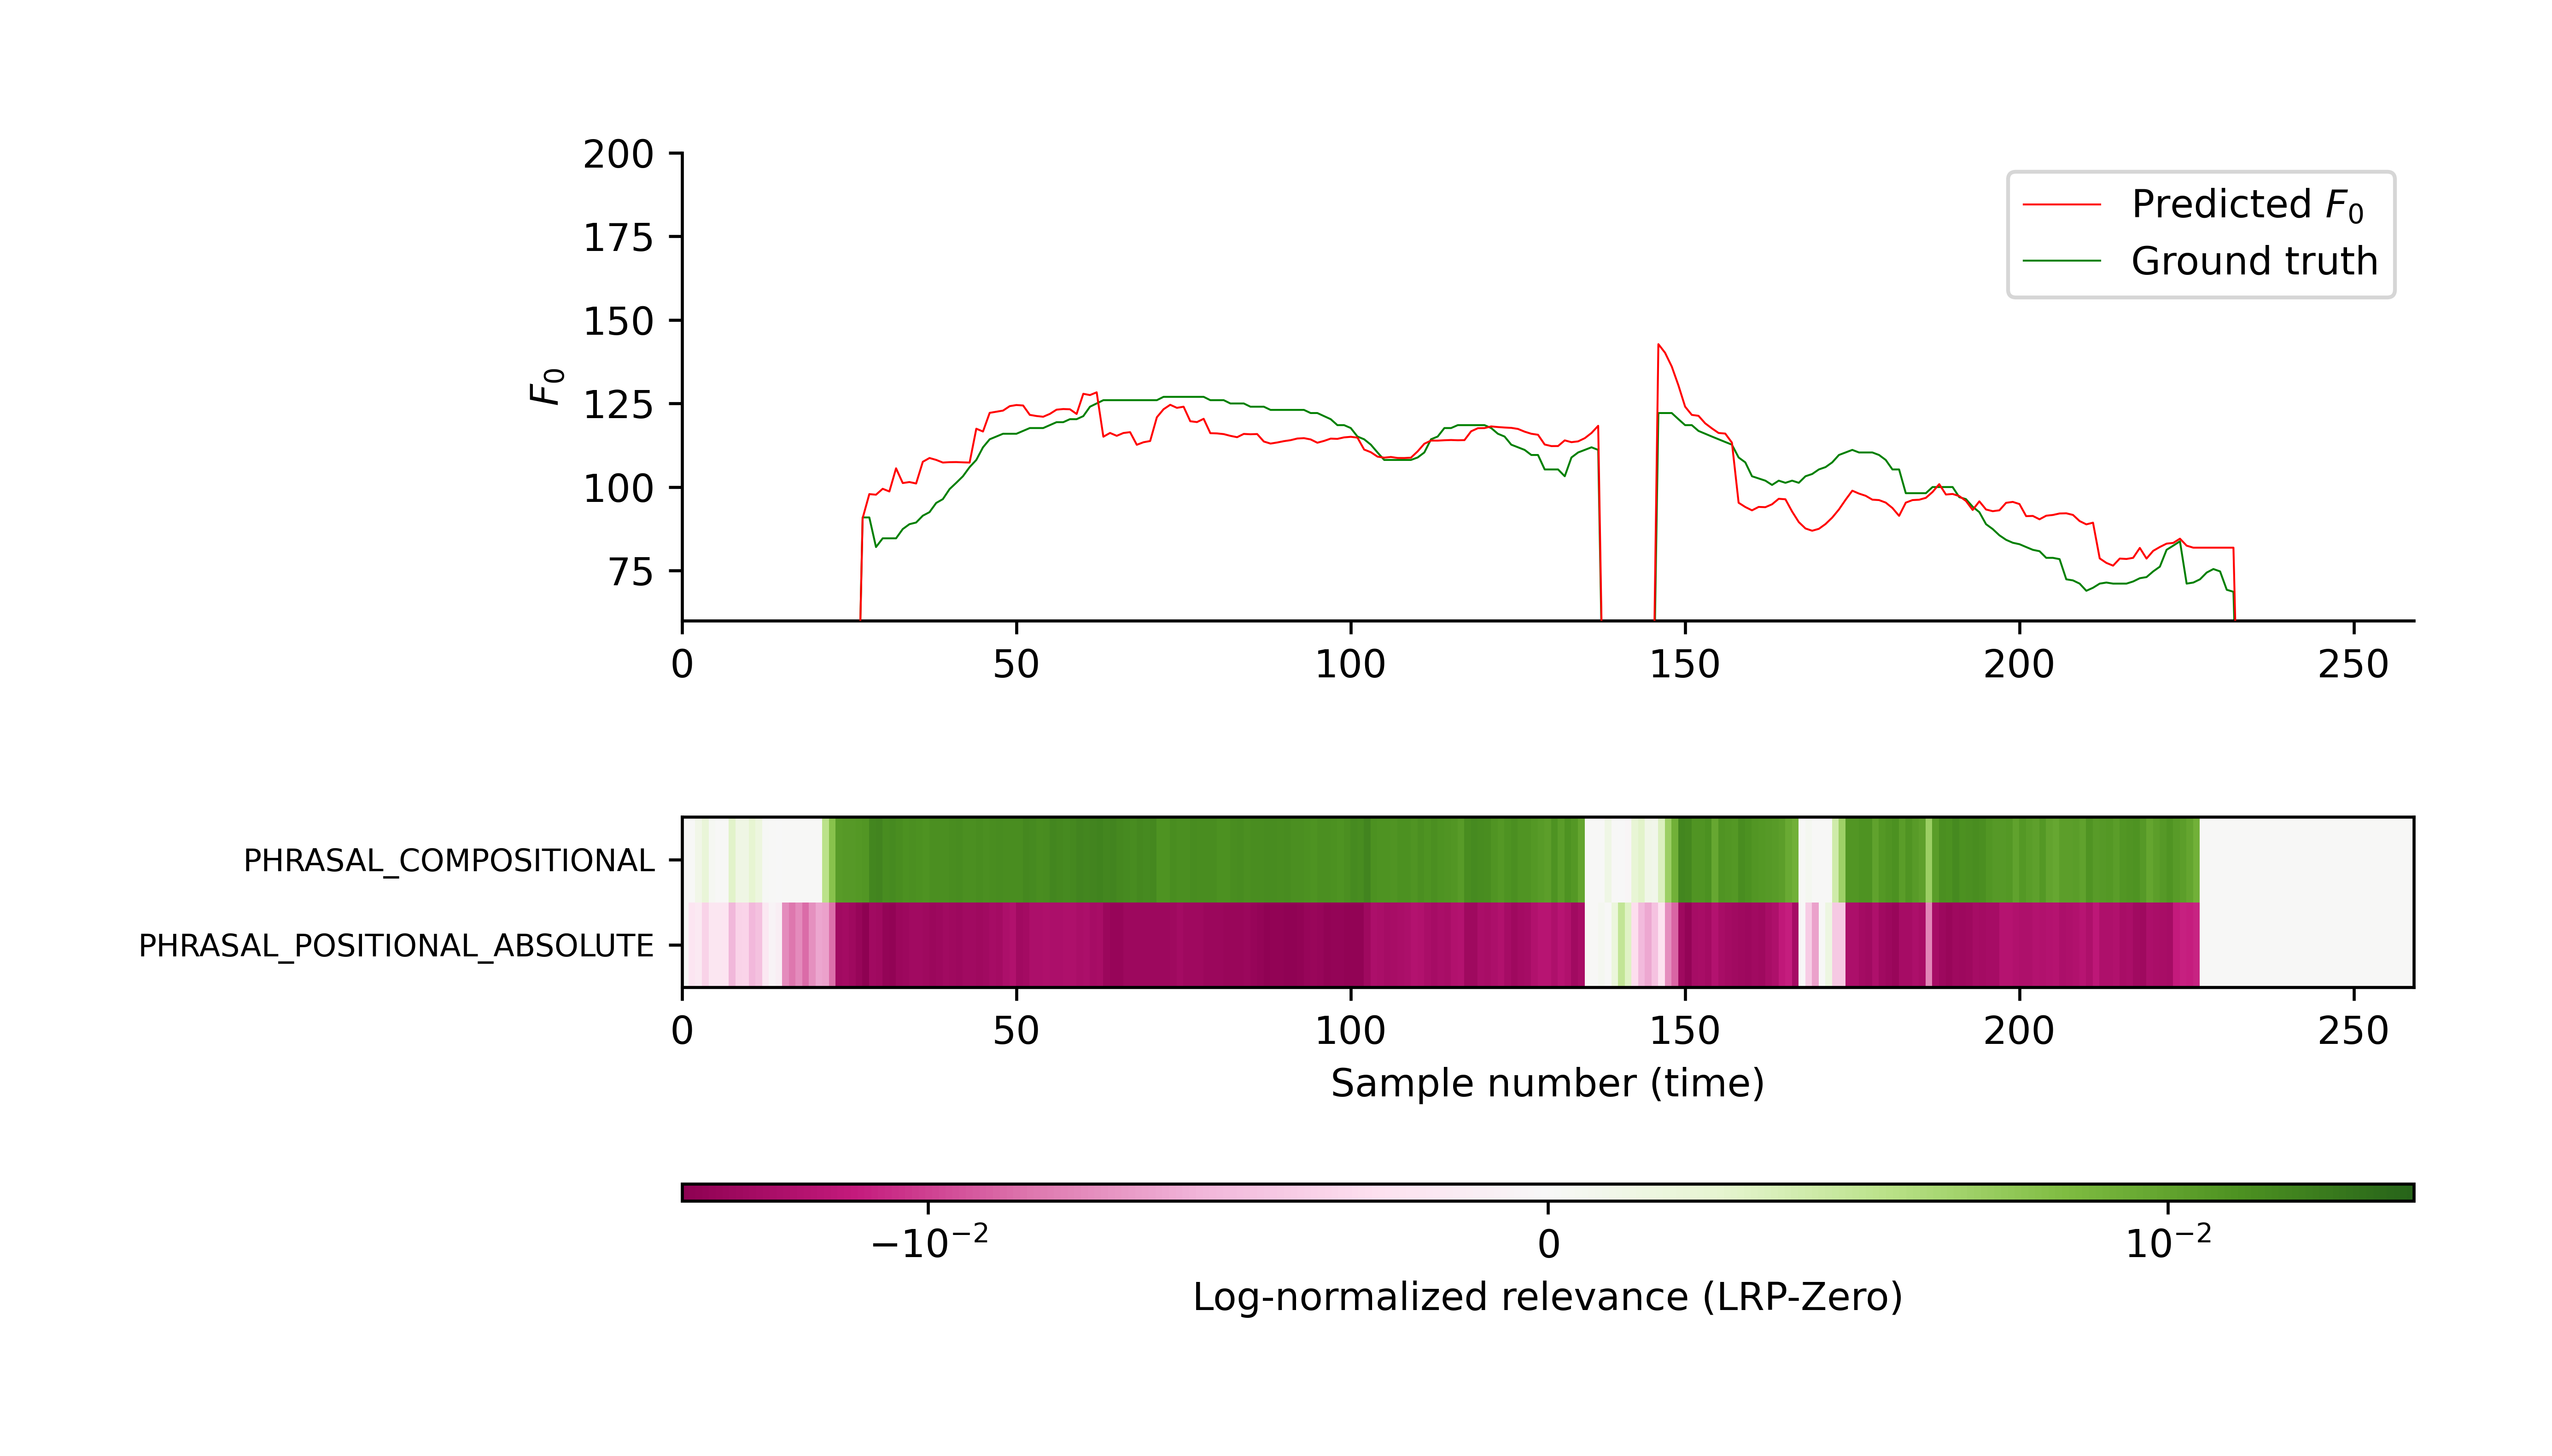 200
175
150
125
100
75
F₀
Predicted F₀
Ground truth
0 50 100 150 200 250
PHRASAL_COMPOSITIONAL
PHRASAL_POSITIONAL_ABSOLUTE
0 50 100 150 200 250
Sample number (time)
−10⁻² 0 10⁻²
Log-normalized relevance (LRP-Zero)